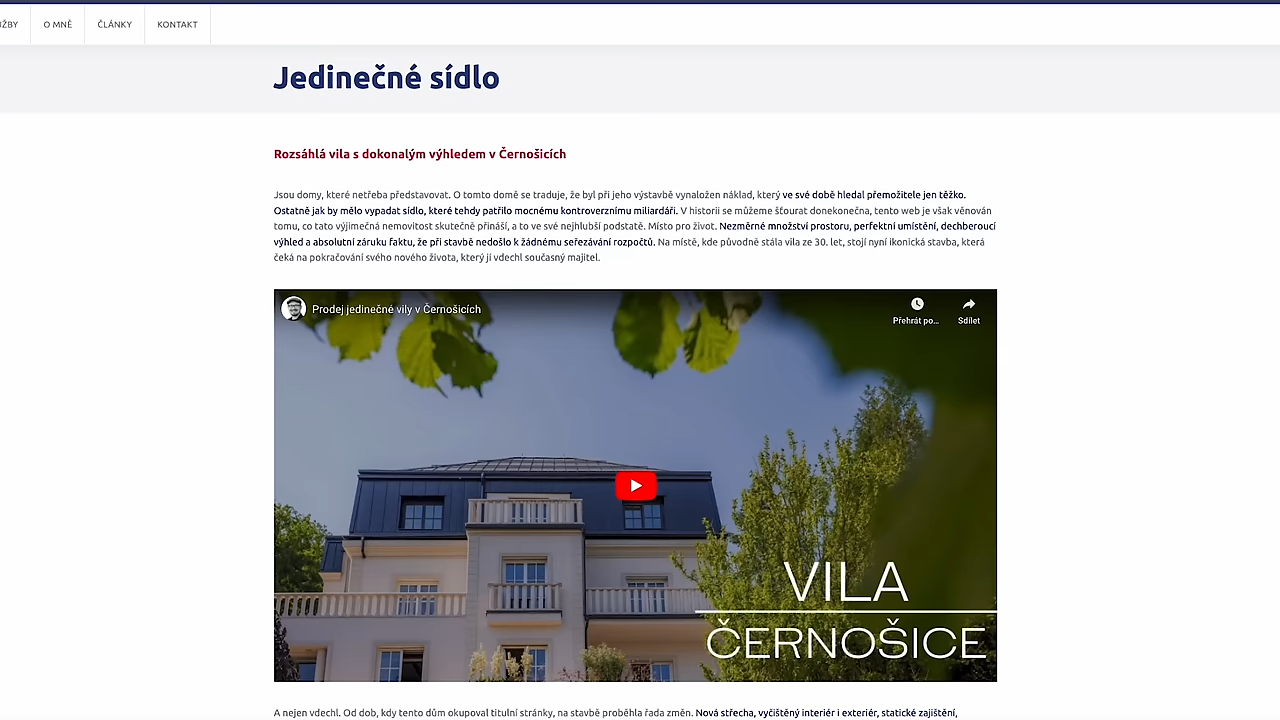 O MNĚ
ČLÁNKY
KONTAKT
Jedinečné sídlo
Rozsáhlá vila s dokonalým výhledem v Černošicích
Jsou domy, které netřeba představovat. O tomto domě se traduje, že byl při jeho výstavbě vynaložen náklad, který ve své době hledal přemožitele jen těžko.
Ostatně jak by mělo vypadat sídlo, které tehdy patřilo mocnému kontroverznímu miliardáři. V historii se můžeme šťourat donekonečna, tento web je však věnován
tomu, co tato výjimečná nemovitost skutečně přináší, a to ve své nejhlubší podstatě. Místo pro život. Nezměrné množství prostoru, perfektní umístění, dechberoucí
výhled a absolutní záruku faktu, že při stavbě nedošlo k žádnému seřezávání rozpočtů. Na místě, kde původně stála vila ze 30. let, stojí nyní ikonická stavba, která
čeká na pokračování svého nového života, který jí vdechl současný majitel.
Prodej jedinečné vily v Černošicích
Přehrát po...
Sdílet
VILA
ČERNOŠICE
A nejen vdechl. Od dob, kdy tento dům okupoval titulní stránky, na stavbě proběhla řada změn. Nová střecha, vyčištěný interiér i exteriér, statické zajištění,